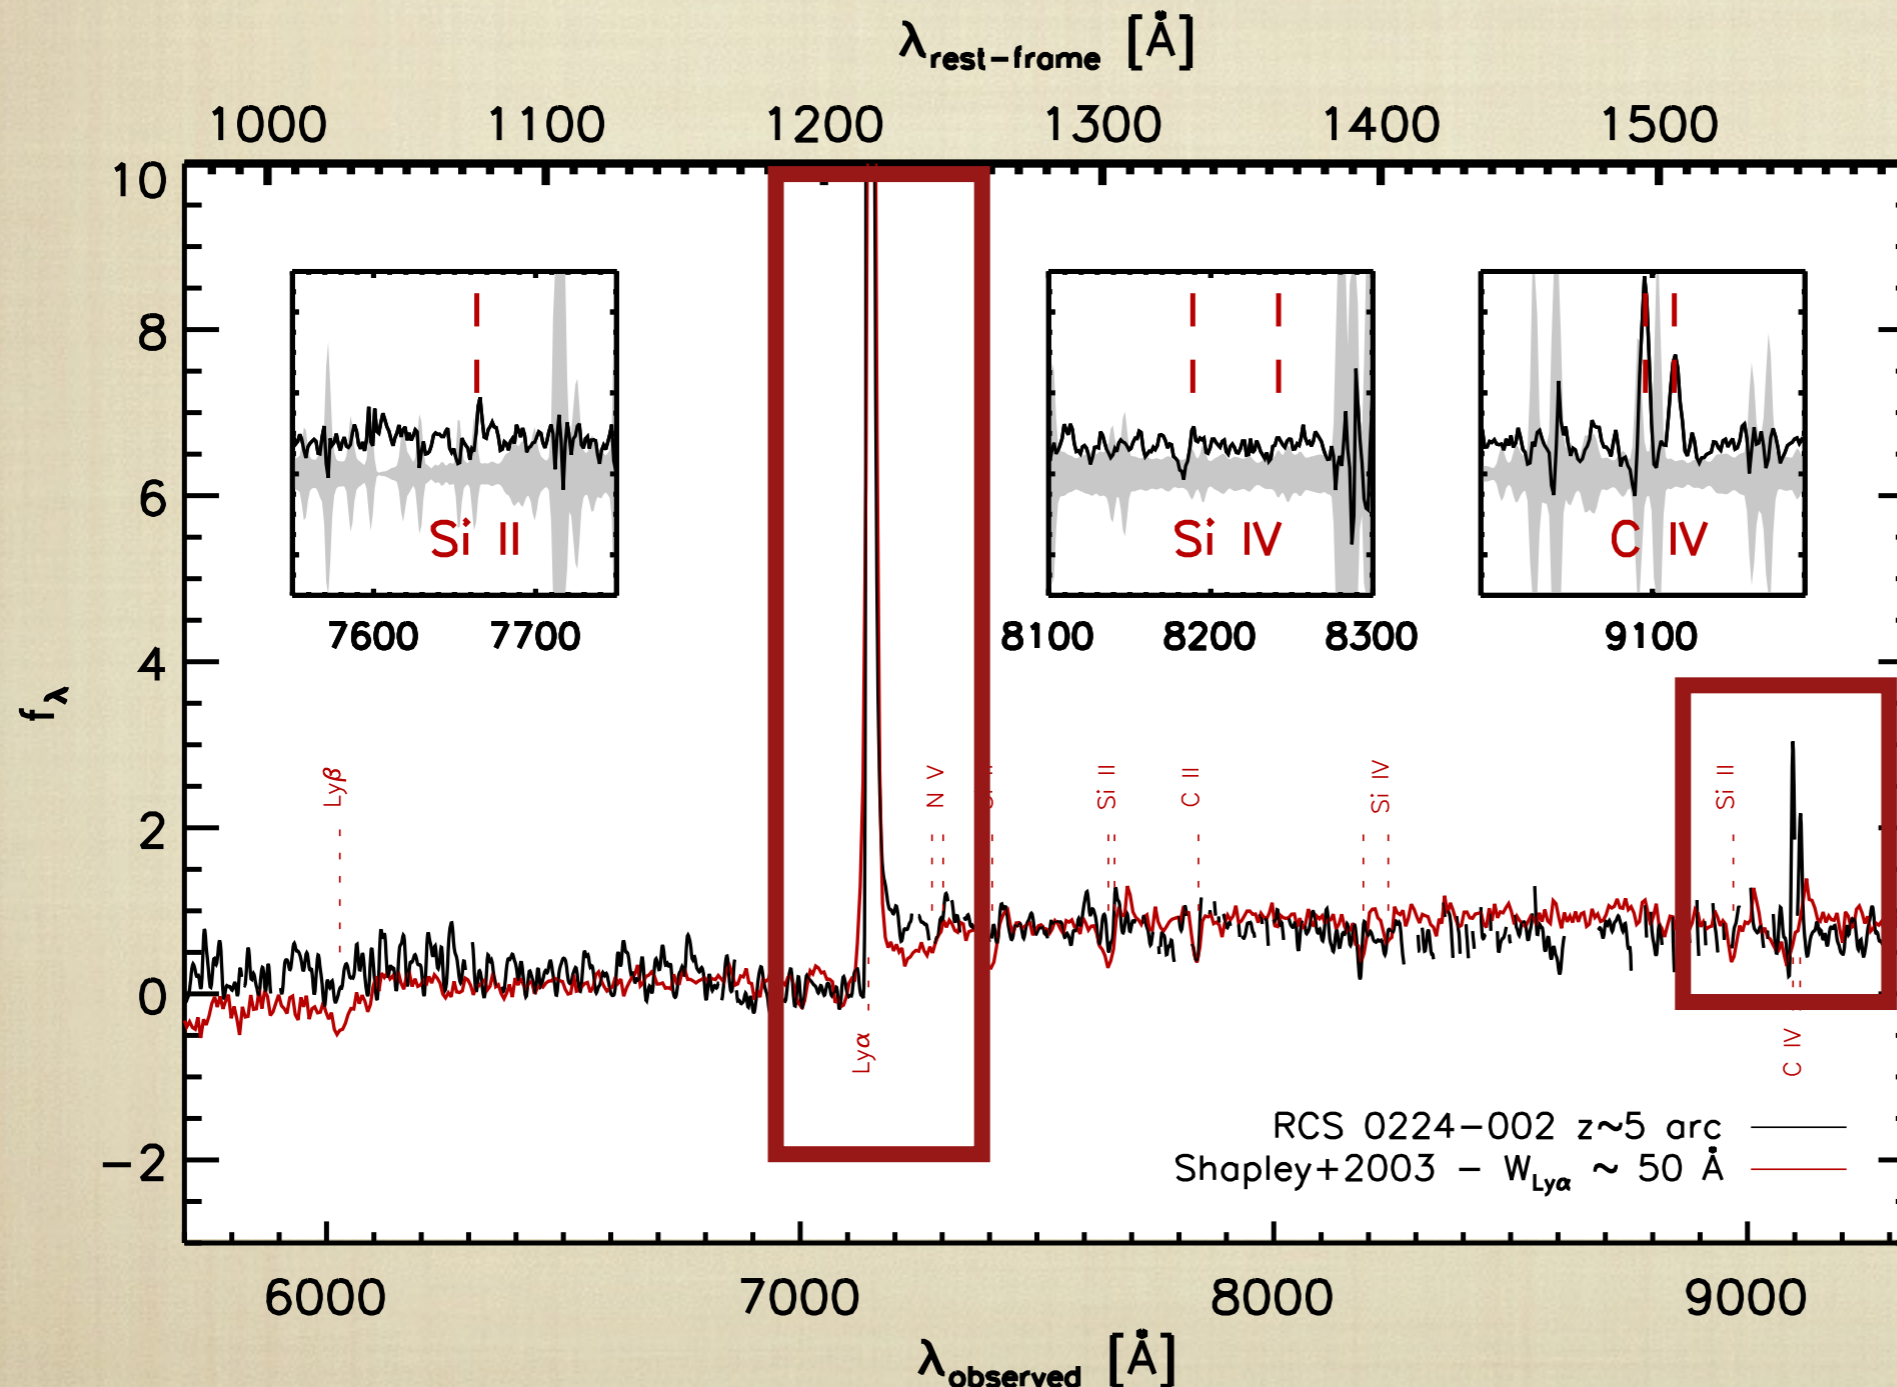 λrest-frame [Å]
1000 1100 1200 1300 1400 1500
10
8
6
4
2
0
-2
fλ
Si II
7600 7700
Si IV
8100 8200 8300
C IV
9100
Lyβ
Lyα
N V
Si II
C II
Si IV
Si II
C IV
RCS 0224-002 z~5 arc
Shapley+2003 - WLyα ~ 50 Å
6000 7000 8000 9000
λobserved [Å]